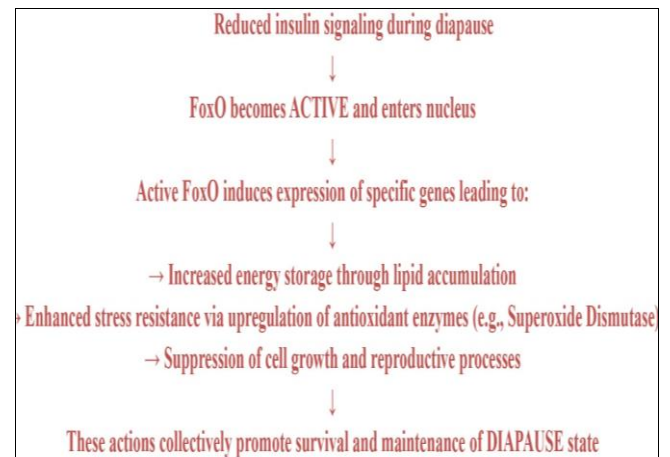 Reduced insulin signaling during diapause
↓
FoxO becomes ACTIVE and enters nucleus
↓
Active FoxO induces expression of specific genes leading to:
↓
→ Increased energy storage through lipid accumulation
→ Enhanced stress resistance via upregulation of antioxidant enzymes (e.g., Superoxide Dismutase)
→ Suppression of cell growth and reproductive processes
↓
These actions collectively promote survival and maintenance of DIAPAUSE state